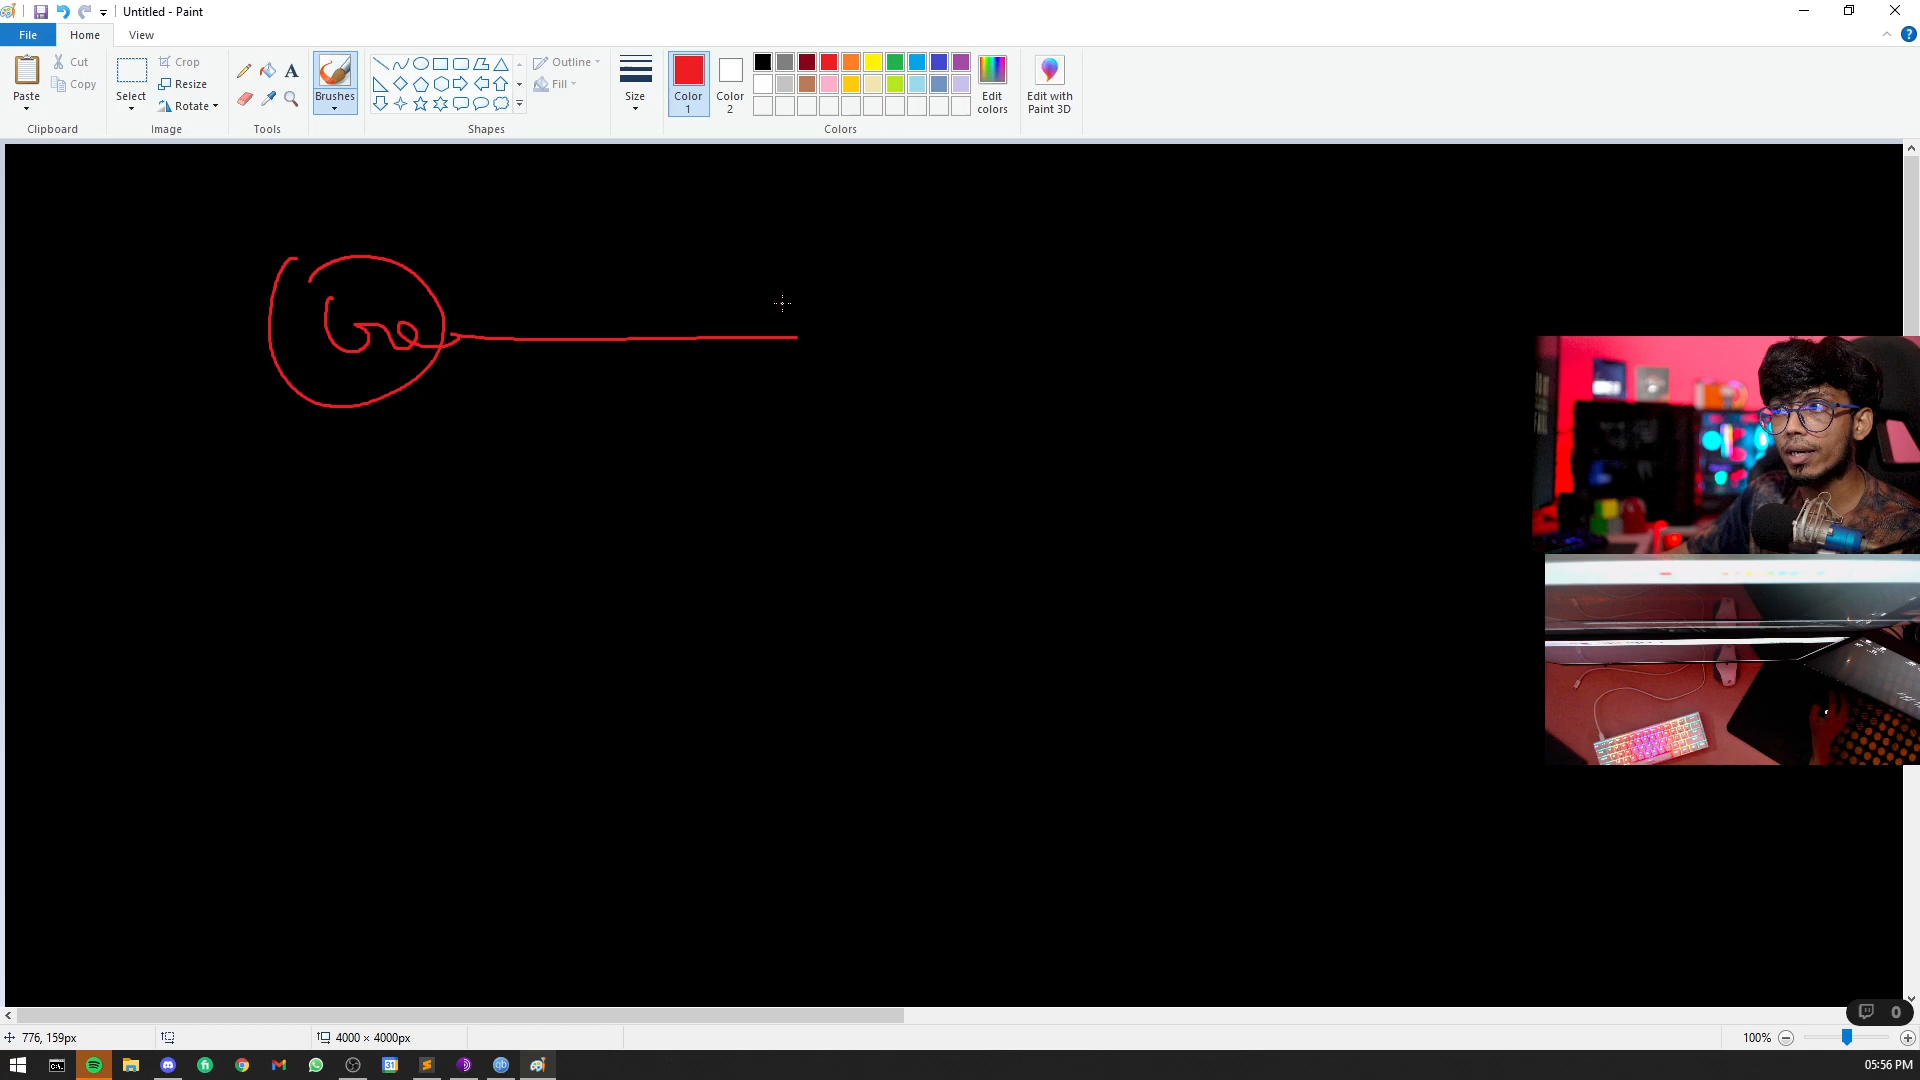 Untitled - Paint
File Home View
Paste Cut Copy Clipboard
Select Crop Resize Rotate Image
Tools
Brushes
Shapes Outline Fill
Size
Color 1
Color 2
Edit colors
Colors
Edit with Paint 3D
776, 159px
4000 × 4000px
100%
0
05:56 PM